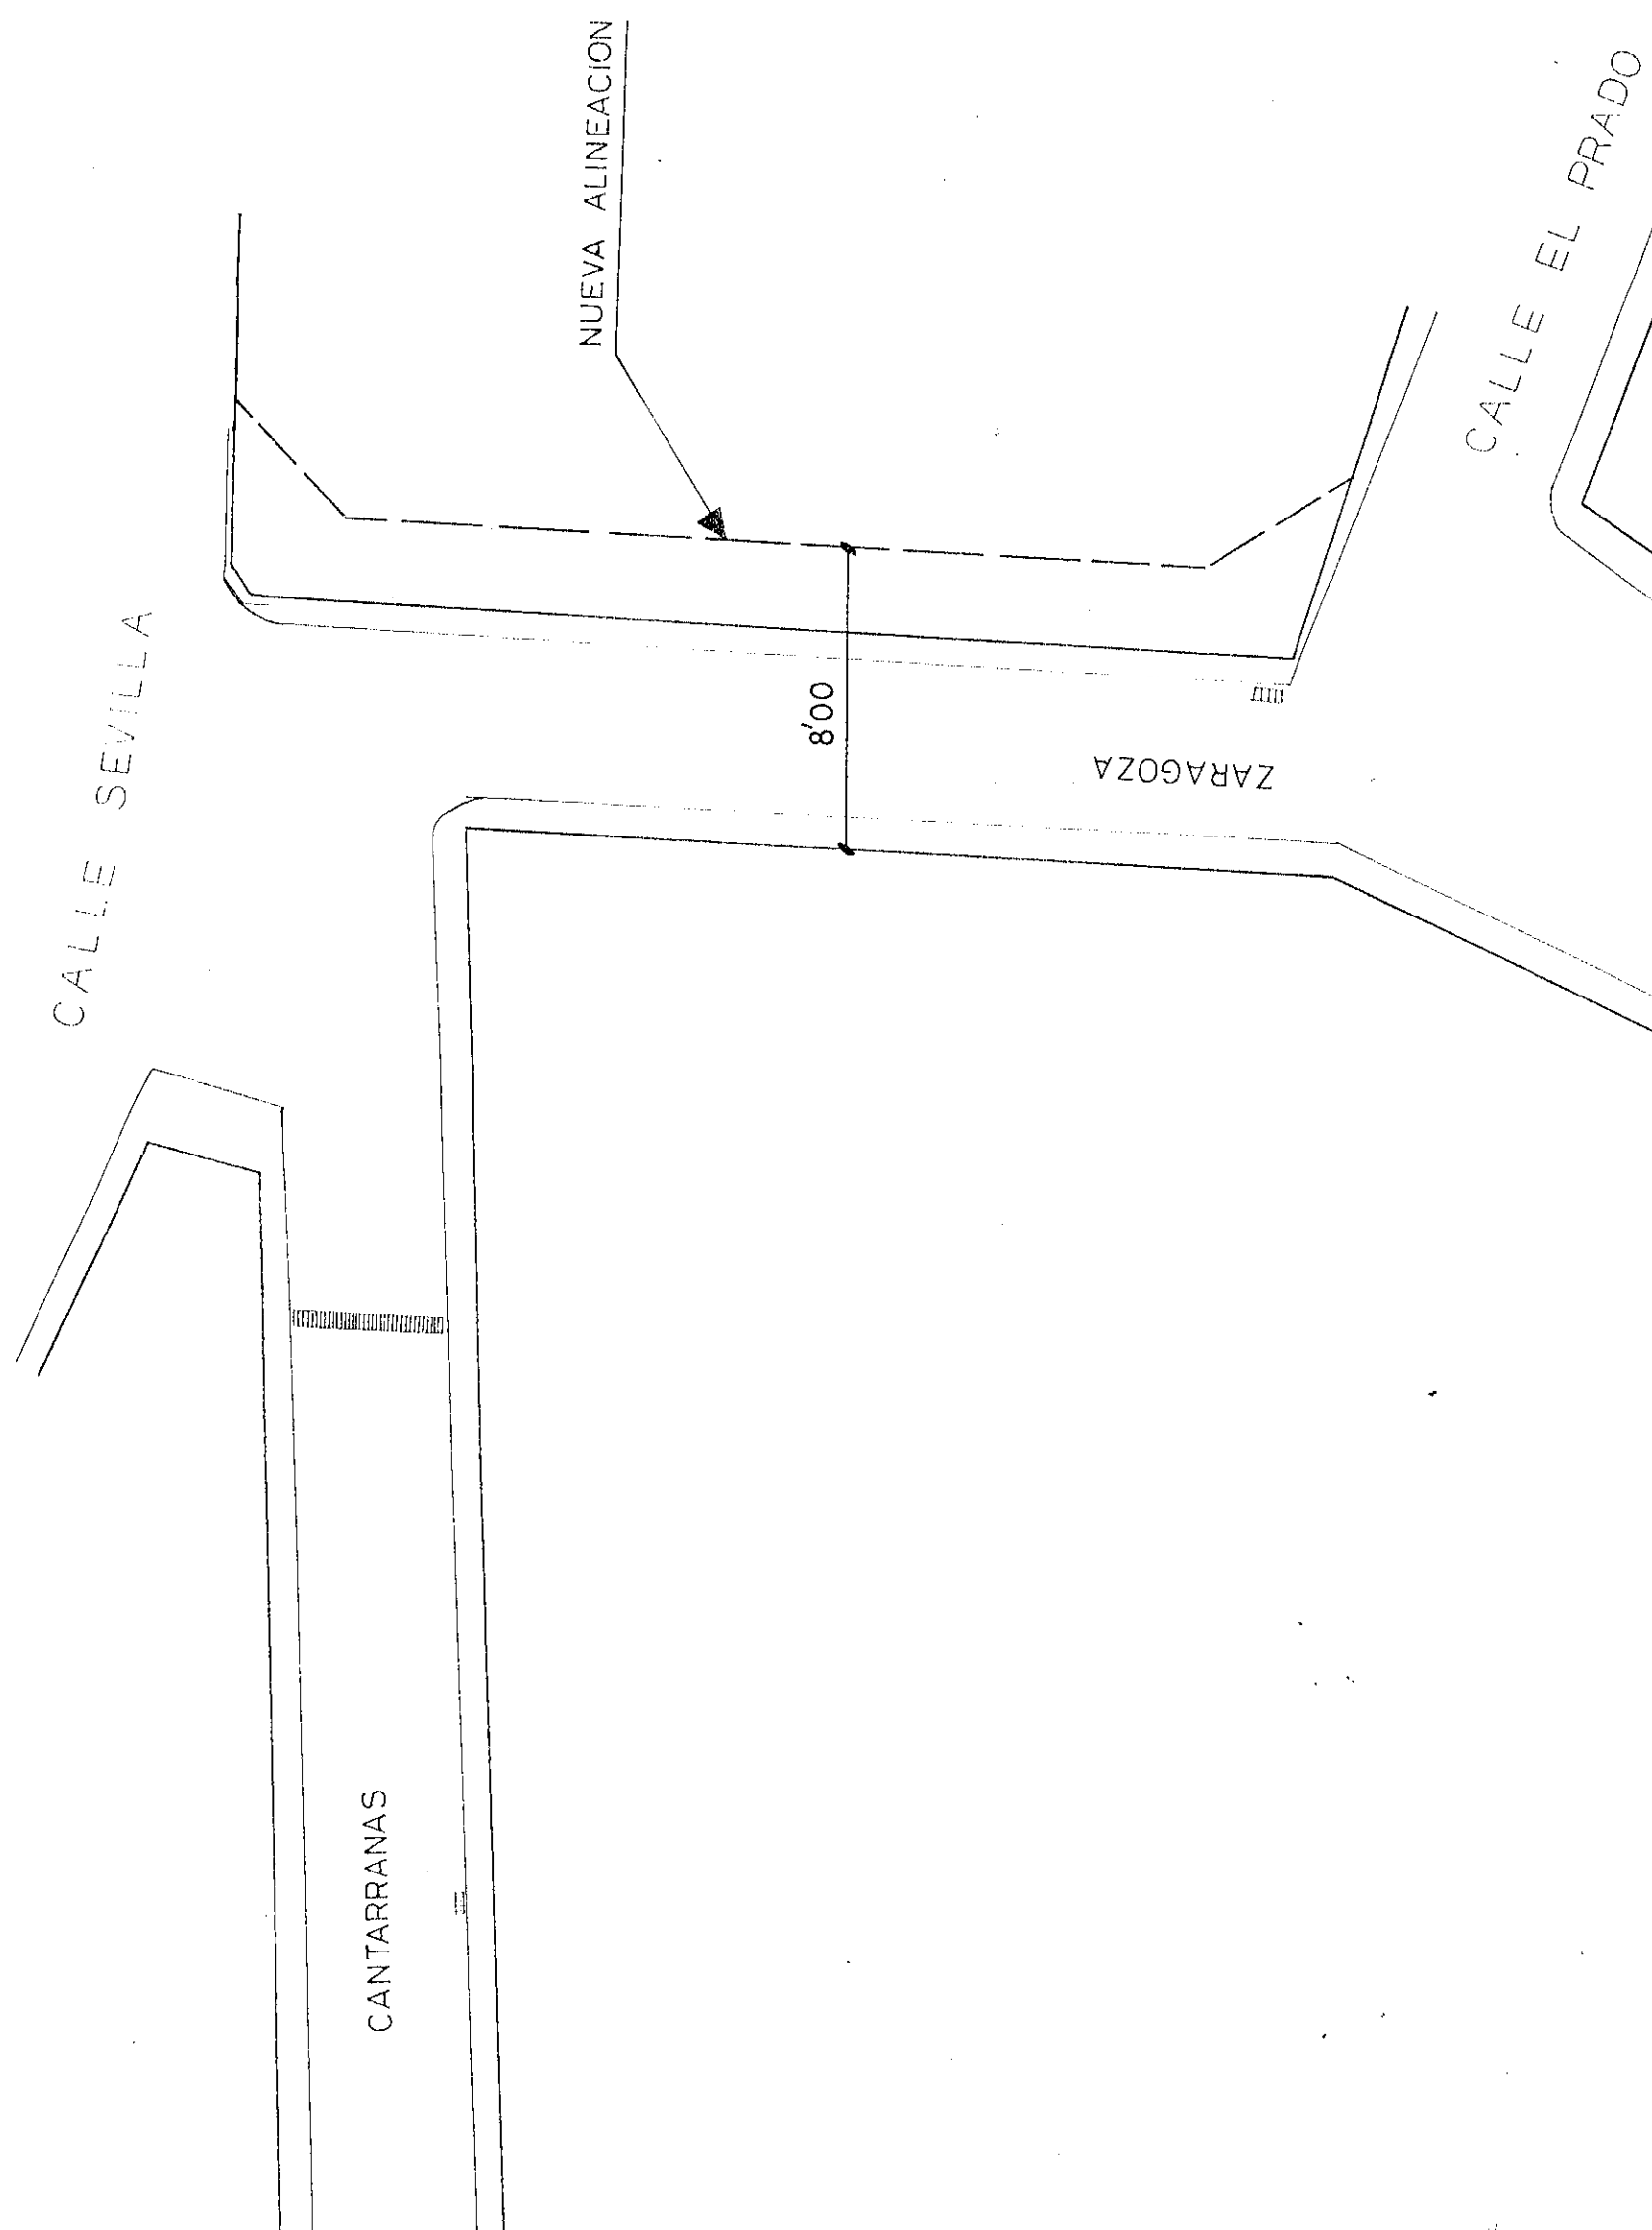 NUEVA ALINEACION
CALLE EL PRADO
CALLE SEVILLA
8'00
ZARAGOZA
CANTARRANAS